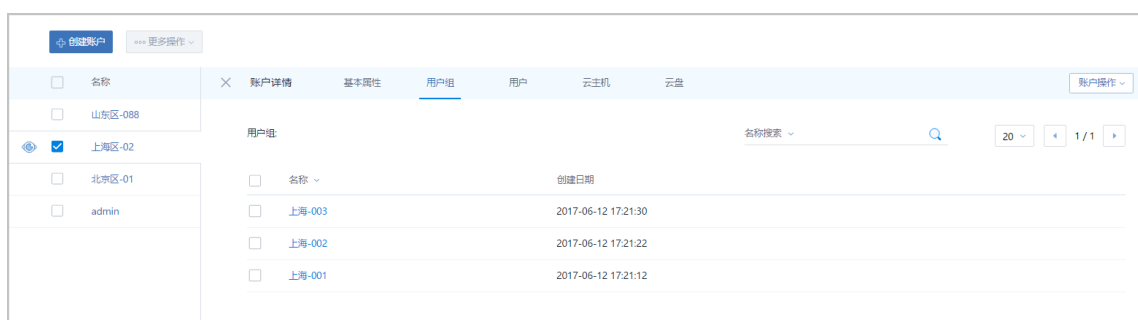 创建账户 更多操作
名称 账户详情 基本属性 用户组 用户 云主机 云盘 账户操作
山东区-088
上海区-02
北京区-01
admin
用户组: 名称搜索 20 1 / 1
名称 创建日期
上海-003 2017-06-12 17:21:30
上海-002 2017-06-12 17:21:22
上海-001 2017-06-12 17:21:12